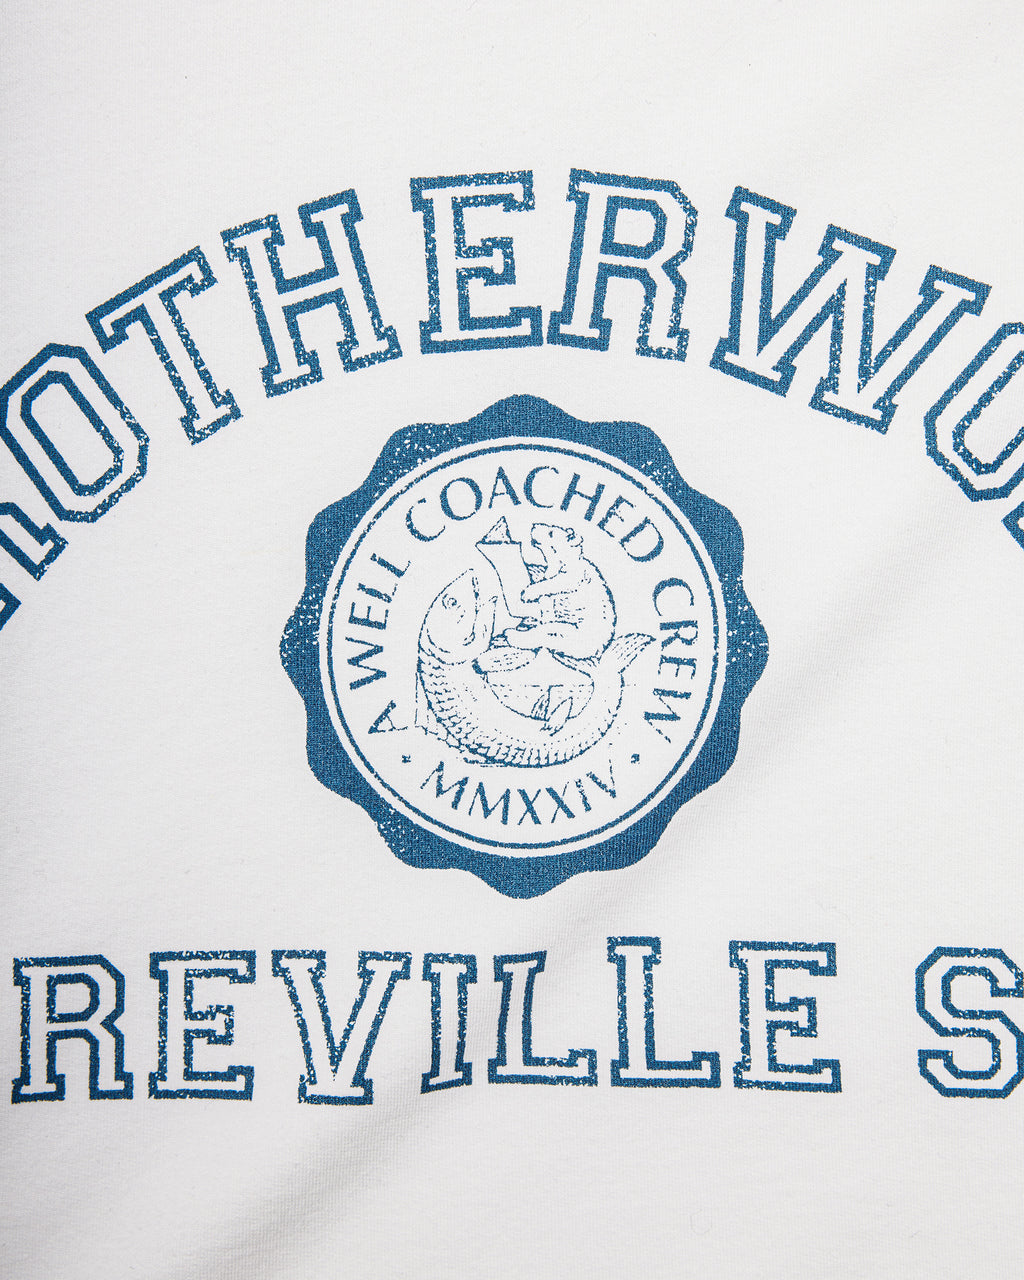 ROTHERWO
A WELL COACHED CREW
· MMXXIV ·
REVILLE S